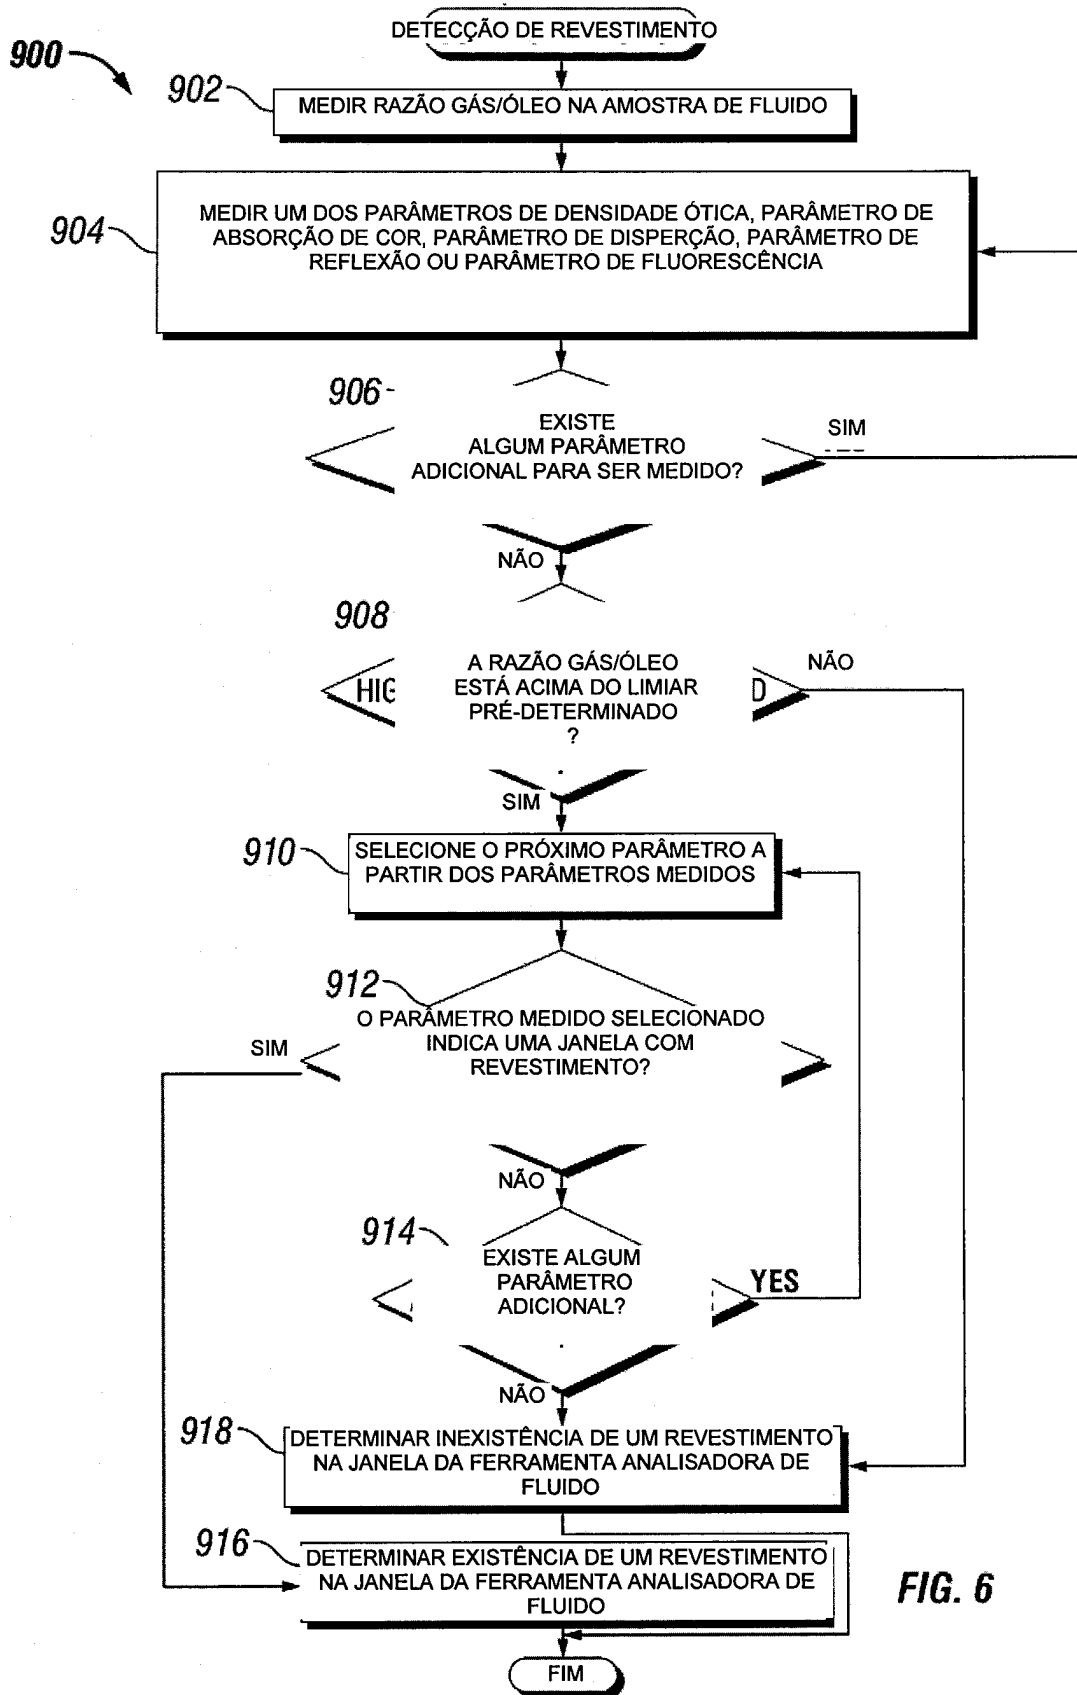 DETECÇÃO DE REVESTIMENTO
900
902
MEDIR RAZÃO GÁS/ÓLEO NA AMOSTRA DE FLUIDO
904
MEDIR UM DOS PARÂMETROS DE DENSIDADE ÓTICA, PARÂMETRO DE
ABSORÇÃO DE COR, PARÂMETRO DE DISPERÇÃO, PARÂMETRO DE
REFLEXÃO OU PARÂMETRO DE FLUORESCÊNCIA
906
EXISTE
ALGUM PARÂMETRO
ADICIONAL PARA SER MEDIDO?
SIM
NÃO
908
A RAZÃO GÁS/ÓLEO
ESTÁ ACIMA DO LIMIAR
PRÉ-DETERMINADO
?
HIG
D
NÃO
SIM
910
SELECIONE O PRÓXIMO PARÂMETRO A
PARTIR DOS PARÂMETROS MEDIDOS
912
O PARÂMETRO MEDIDO SELECIONADO
INDICA UMA JANELA COM
REVESTIMENTO?
SIM
NÃO
914
EXISTE ALGUM
PARÂMETRO
ADICIONAL?
YES
NÃO
918
DETERMINAR INEXISTÊNCIA DE UM REVESTIMENTO
NA JANELA DA FERRAMENTA ANALISADORA DE
FLUIDO
916
DETERMINAR EXISTÊNCIA DE UM REVESTIMENTO
NA JANELA DA FERRAMENTA ANALISADORA DE
FLUIDO
FIG. 6
FIM